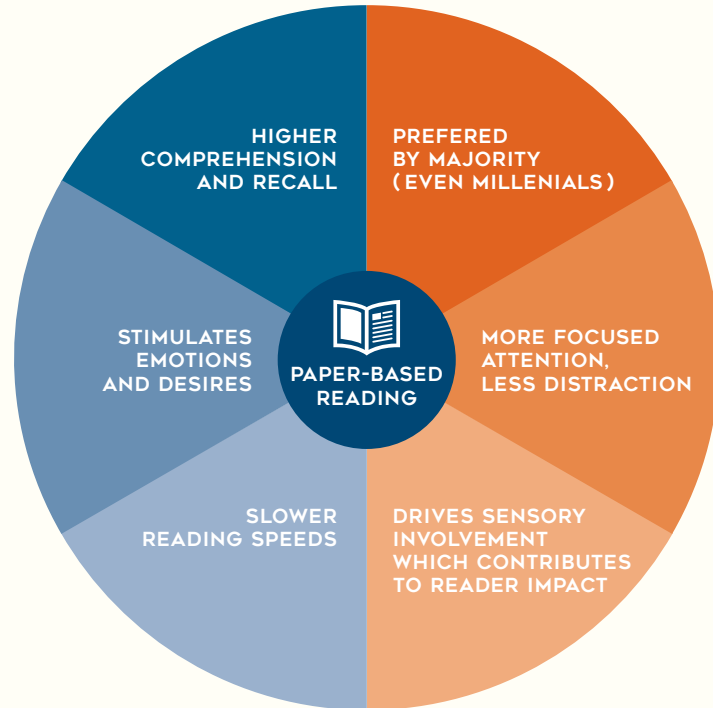 HIGHER
COMPREHENSION
AND RECALL
PREFERED
BY MAJORITY
(EVEN MILLENIALS)
STIMULATES
EMOTIONS
AND DESIRES
PAPER-BASED
READING
MORE FOCUSED
ATTENTION,
LESS DISTRACTION
SLOWER
READING SPEEDS
DRIVES SENSORY
INVOLVEMENT
WHICH CONTRIBUTES
TO READER IMPACT